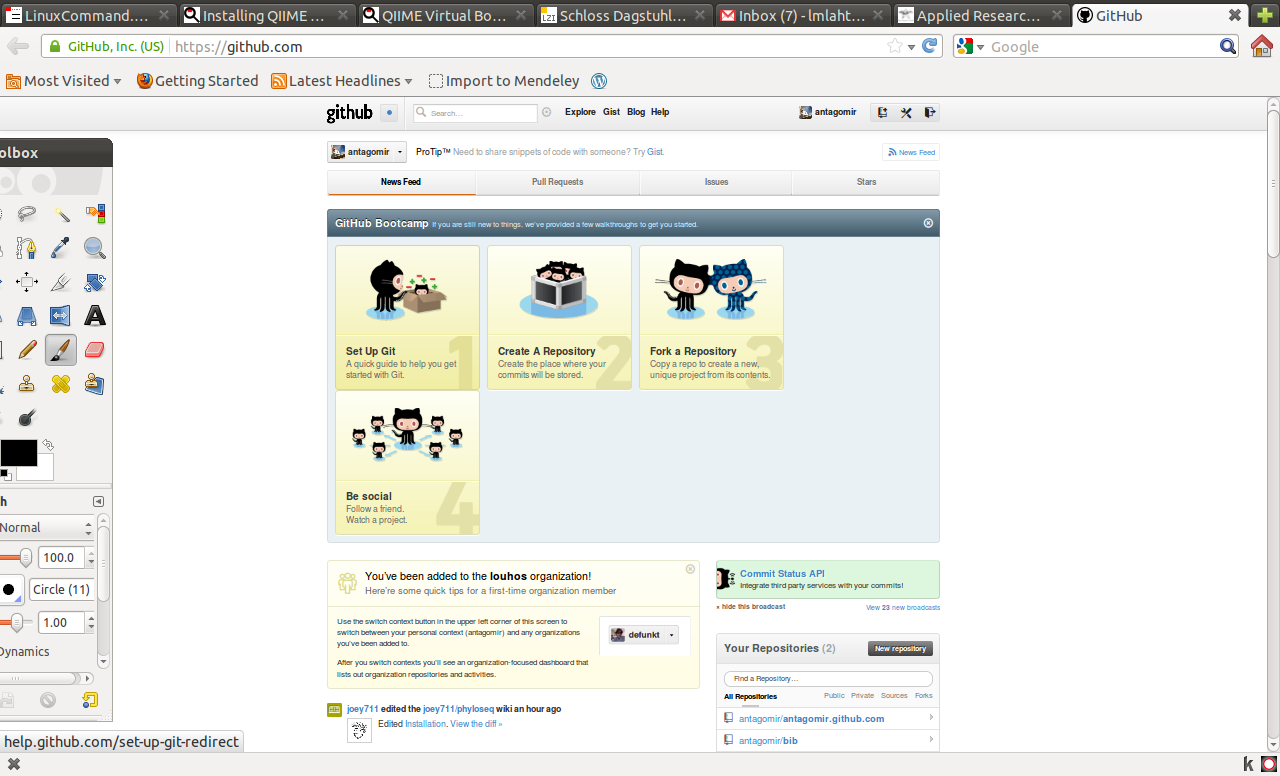 LinuxCommand....
Installing QIIME ...
QIIME Virtual Bo...
Schloss Dagstuhl...
Inbox (7) - lmlaht...
Applied Researc...
GitHub
GitHub, Inc. (US)
https://github.com
Google
Most Visited
Getting Started
Latest Headlines
Import to Mendeley
github
Search...
Explore Gist Blog Help
antagomir
olbox
antagomir
ProTip™ Need to share snippets of code with someone? Try Gist.
News Feed
News Feed
Pull Requests
Issues
Stars
GitHub Bootcamp If you are still new to things, we've provided a few walkthroughs to get you started.
1
Set Up Git
A quick guide to help you get
started with Git.
2
Create A Repository
Create the place where your
commits will be stored.
3
Fork a Repository
Copy a repo to create a new,
unique project from its contents.
4
Be social
Follow a friend.
Watch a project.
h
Normal
100.0
Circle (11)
1.00
Dynamics
You've been added to the louhos organization!
Here're some quick tips for a first-time organization member
Use the switch context button in the upper left corner of this screen to
switch between your personal context (antagomir) and any organizations
you've been added to.
After you switch contexts you'll see an organization-focused dashboard that
lists out organization repositories and activities.
defunkt
Commit Status API
Integrate third party services with your commits!
× hide this broadcast
View 23 new broadcasts
Your Repositories (2)
New repository
Find a Repository...
All Repositories
Public Private Sources Forks
antagomir/antagomir.github.com
antagomir/bib
joey711 edited the joey711/phyloseq wiki an hour ago
Edited Installation. View the diff »
help.github.com/set-up-git-redirect
k